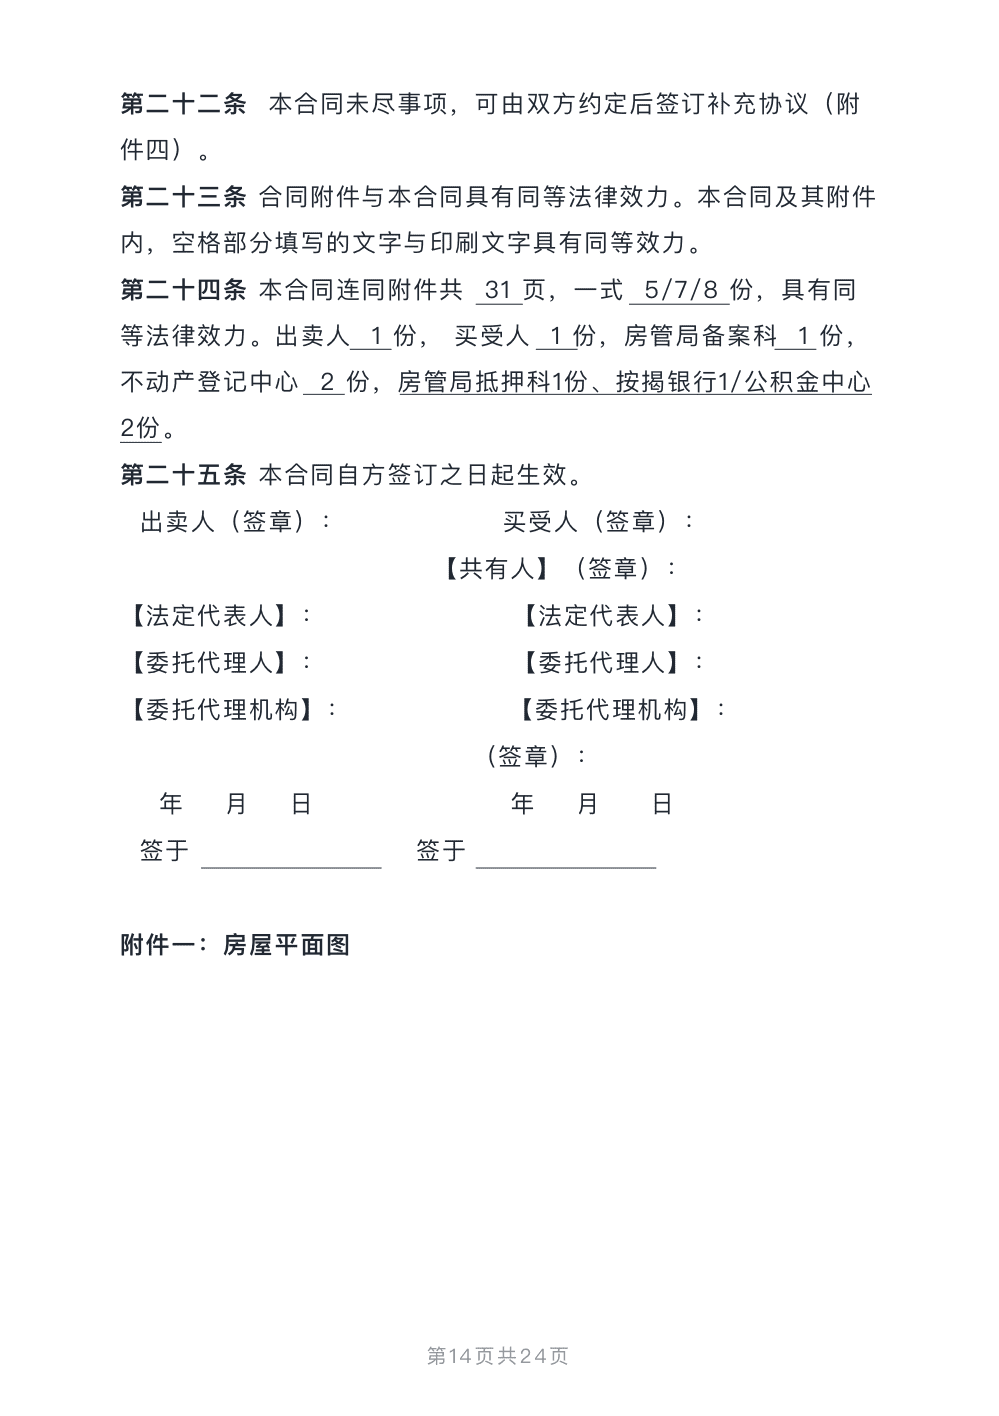 第二十二条 本合同未尽事项，可由双方约定后签订补充协议（附
件四）。
第二十三条 合同附件与本合同具有同等法律效力。本合同及其附件
内，空格部分填写的文字与印刷文字具有同等效力。
第二十四条 本合同连同附件共 31 页，一式 5/7/8 份，具有同
等法律效力。出卖人 1 份， 买受人 1 份，房管局备案科 1 份，
不动产登记中心 2 份，房管局抵押科1份、按揭银行1/公积金中心
2份。
第二十五条 本合同自方签订之日起生效。
出卖人（签章）： 买受人（签章）：
【共有人】（签章）：
【法定代表人】： 【法定代表人】：
【委托代理人】： 【委托代理人】：
【委托代理机构】： 【委托代理机构】：
（签章）：
年 月 日 年 月 日
签于 ______________ 签于 ______________
附件一：房屋平面图
第14页共24页